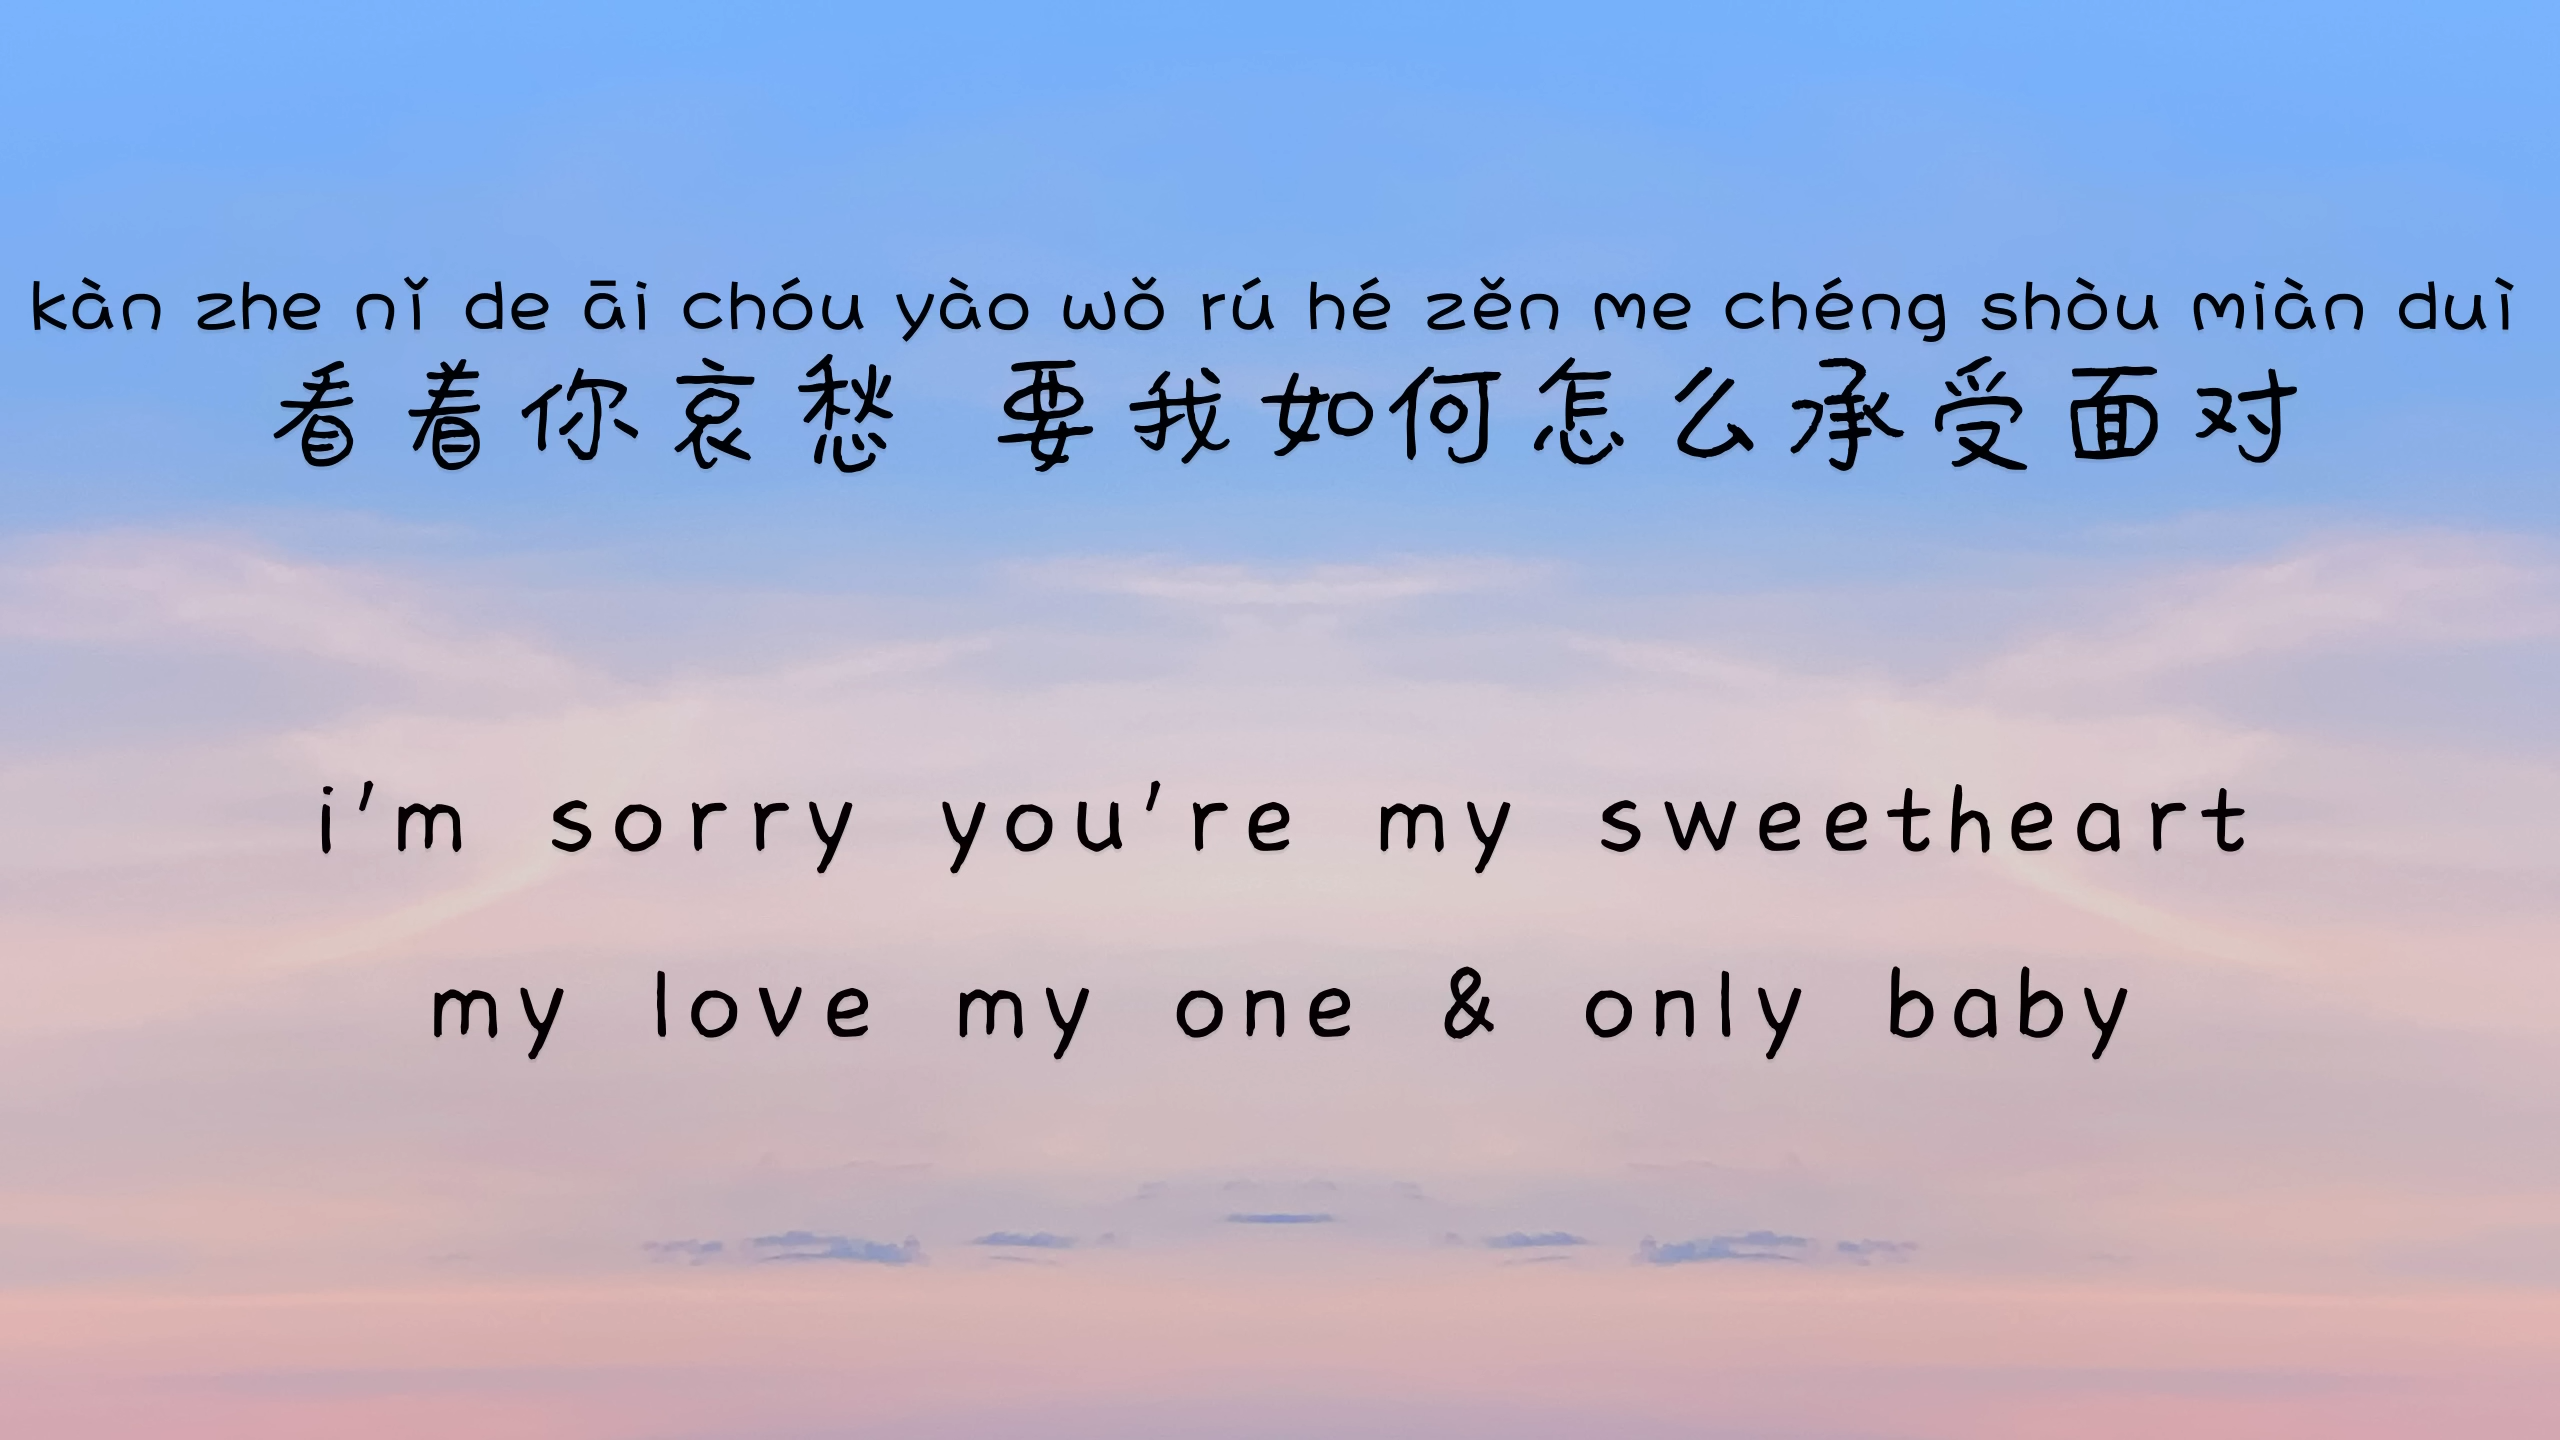 kàn zhe nǐ de āi chóu yào wǒ rú hé zěn me chéng shòu miàn duì
看着你哀愁 要我如何怎么承受面对
i'm sorry you're my sweetheart
my love my one & only baby